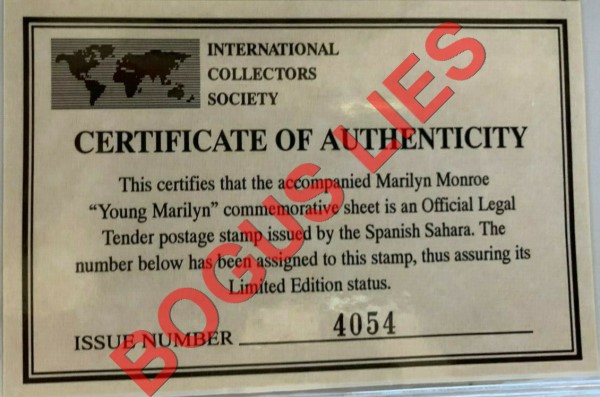 INTERNATIONAL
COLLECTORS
SOCIETY
CERTIFICATE OF AUTHENTICITY
This certifies that the accompanied Marilyn Monroe
“Young Marilyn” commemorative sheet is an Official Legal
Tender postage stamp issued by the Spanish Sahara. The
number below has been assigned to this stamp, thus assuring its
Limited Edition status.
ISSUE NUMBER 4054
BOGUS LIES